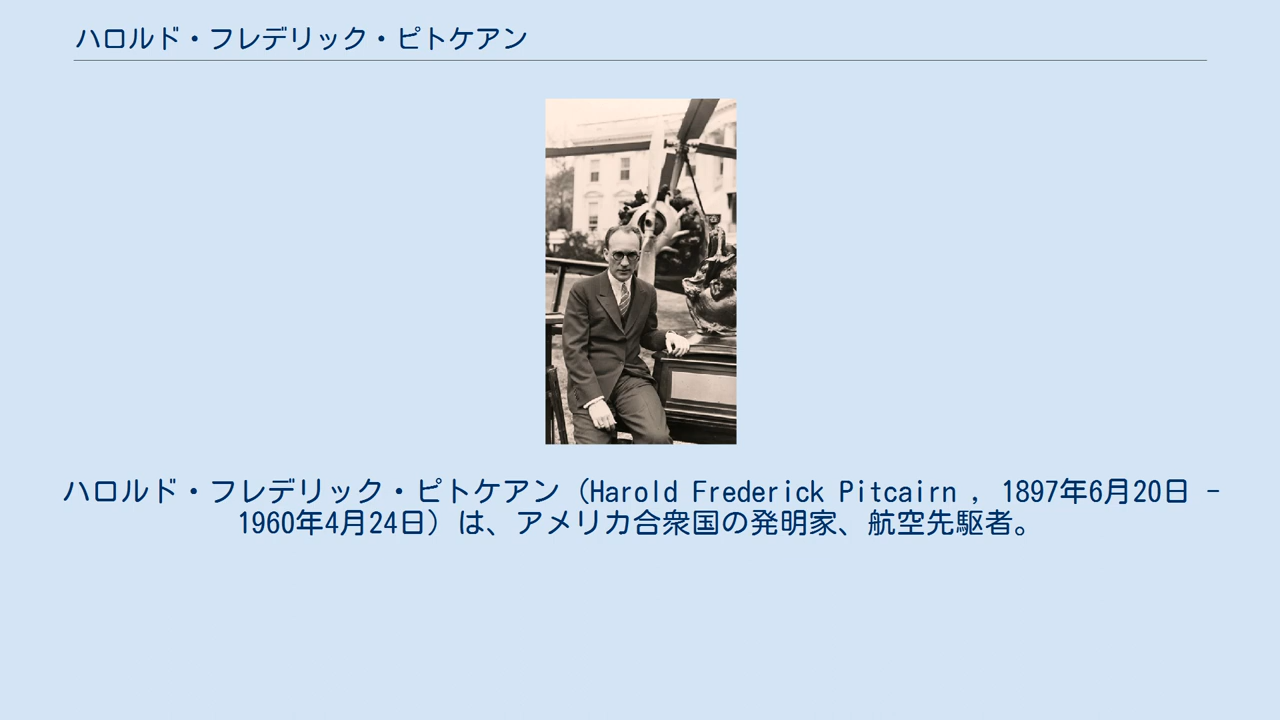 ハロルド・フレデリック・ピトケアン
ハロルド・フレデリック・ピトケアン（Harold Frederick Pitcairn , 1897年6月20日 -
1960年4月24日）は、アメリカ合衆国の発明家、航空先駆者。